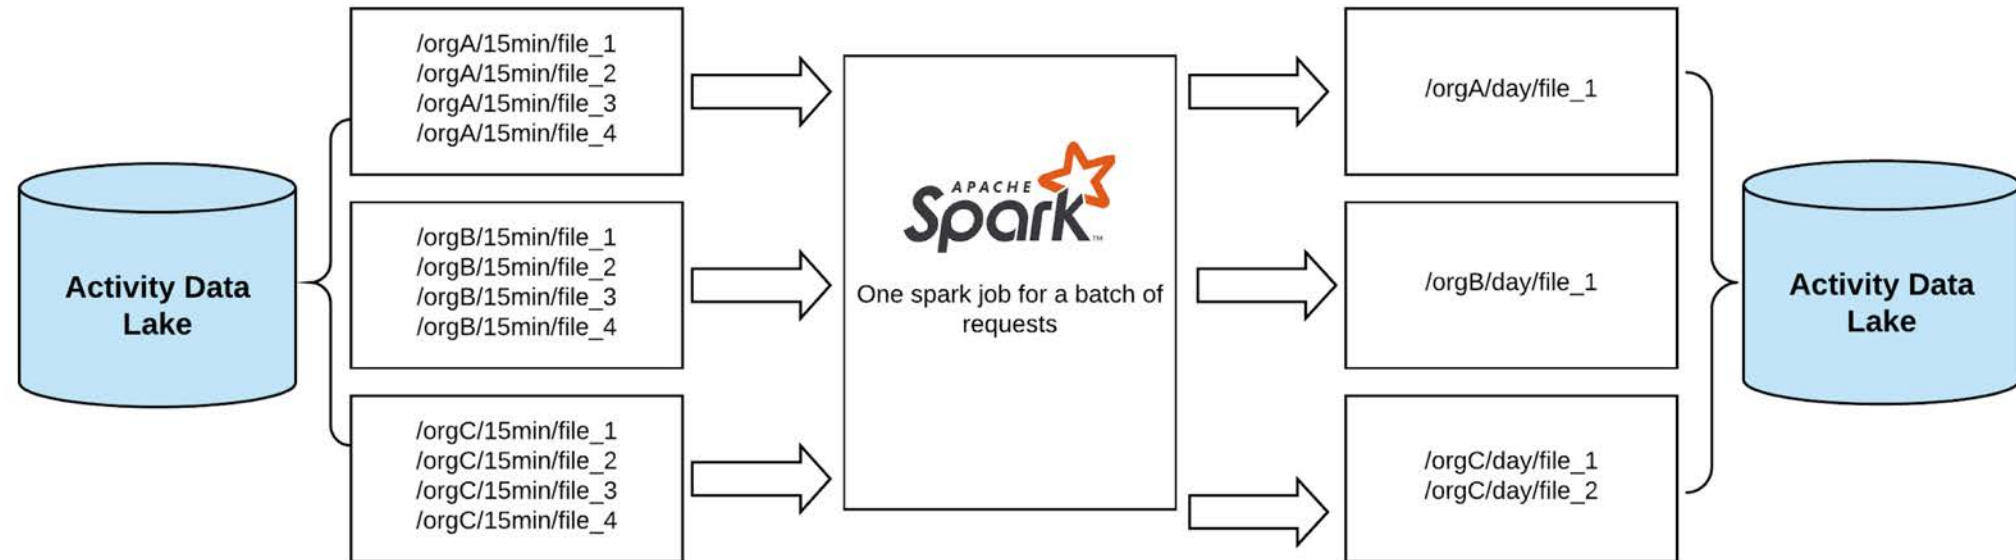 Activity Data
Lake
/orgA/15min/file_1
/orgA/15min/file_2
/orgA/15min/file_3
/orgA/15min/file_4
/orgB/15min/file_1
/orgB/15min/file_2
/orgB/15min/file_3
/orgB/15min/file_4
/orgC/15min/file_1
/orgC/15min/file_2
/orgC/15min/file_3
/orgC/15min/file_4
APACHE
Spark™
One spark job for a batch of
requests
/orgA/day/file_1
/orgB/day/file_1
/orgC/day/file_1
/orgC/day/file_2
Activity Data
Lake